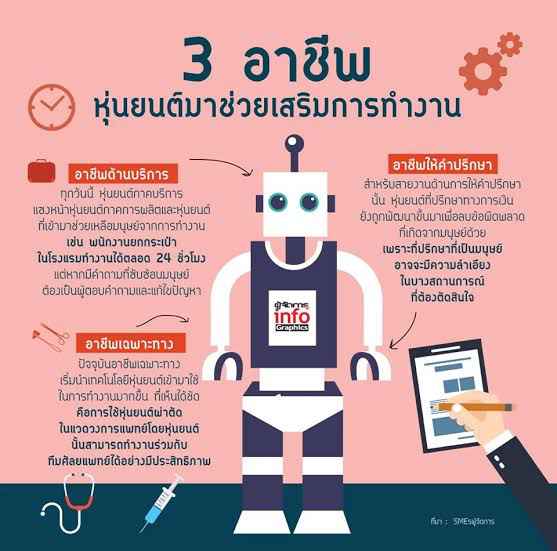 3 อาชีพ
หุ่นยนต์มาช่วยเสริมการทำงาน
อาชีพด้านบริการ
ทุกวันนี้ หุ่นยนต์ภาคบริการ
แซงหน้าหุ่นยนต์ภาคการผลิตและหุ่นยนต์
ที่เข้ามาช่วยเหลือมนุษย์จากการทำงาน
เช่น พนักงานยกกระเป๋า
ในโรงแรมทำงานได้ตลอด 24 ชั่วโมง
แต่หากมีคำถามที่ซับซ้อนมนุษย์
ต้องเป็นผู้ตอบคำถามและแก้ไขปัญหา
อาชีพให้คำปรึกษา
สำหรับสายงานด้านการให้คำปรึกษา
นั้น หุ่นยนต์ที่ปรึกษาทางการเงิน
ยังถูกพัฒนาขึ้นมาเพื่อลบข้อผิดพลาด
ที่เกิดจากมนุษย์ด้วย
เพราะที่ปรึกษาที่เป็นมนุษย์
อาจจะมีความลำเอียง
ในบางสถานการณ์
ที่ต้องตัดสินใจ
ผู้จัดการ
info
Graphics
อาชีพเฉพาะทาง
ปัจจุบันอาชีพเฉพาะทาง
เริ่มนำเทคโนโลยีหุ่นยนต์เข้ามาใช้
ในการทำงานมากขึ้น ที่เห็นได้ชัด
คือการใช้หุ่นยนต์ผ่าตัด
ในแวดวงการแพทย์โดยหุ่นยนต์
นั้นสามารถทำงานร่วมกับ
ทีมศัลยแพทย์ได้อย่างมีประสิทธิภาพ
ที่มา : SMEsผู้จัดการ